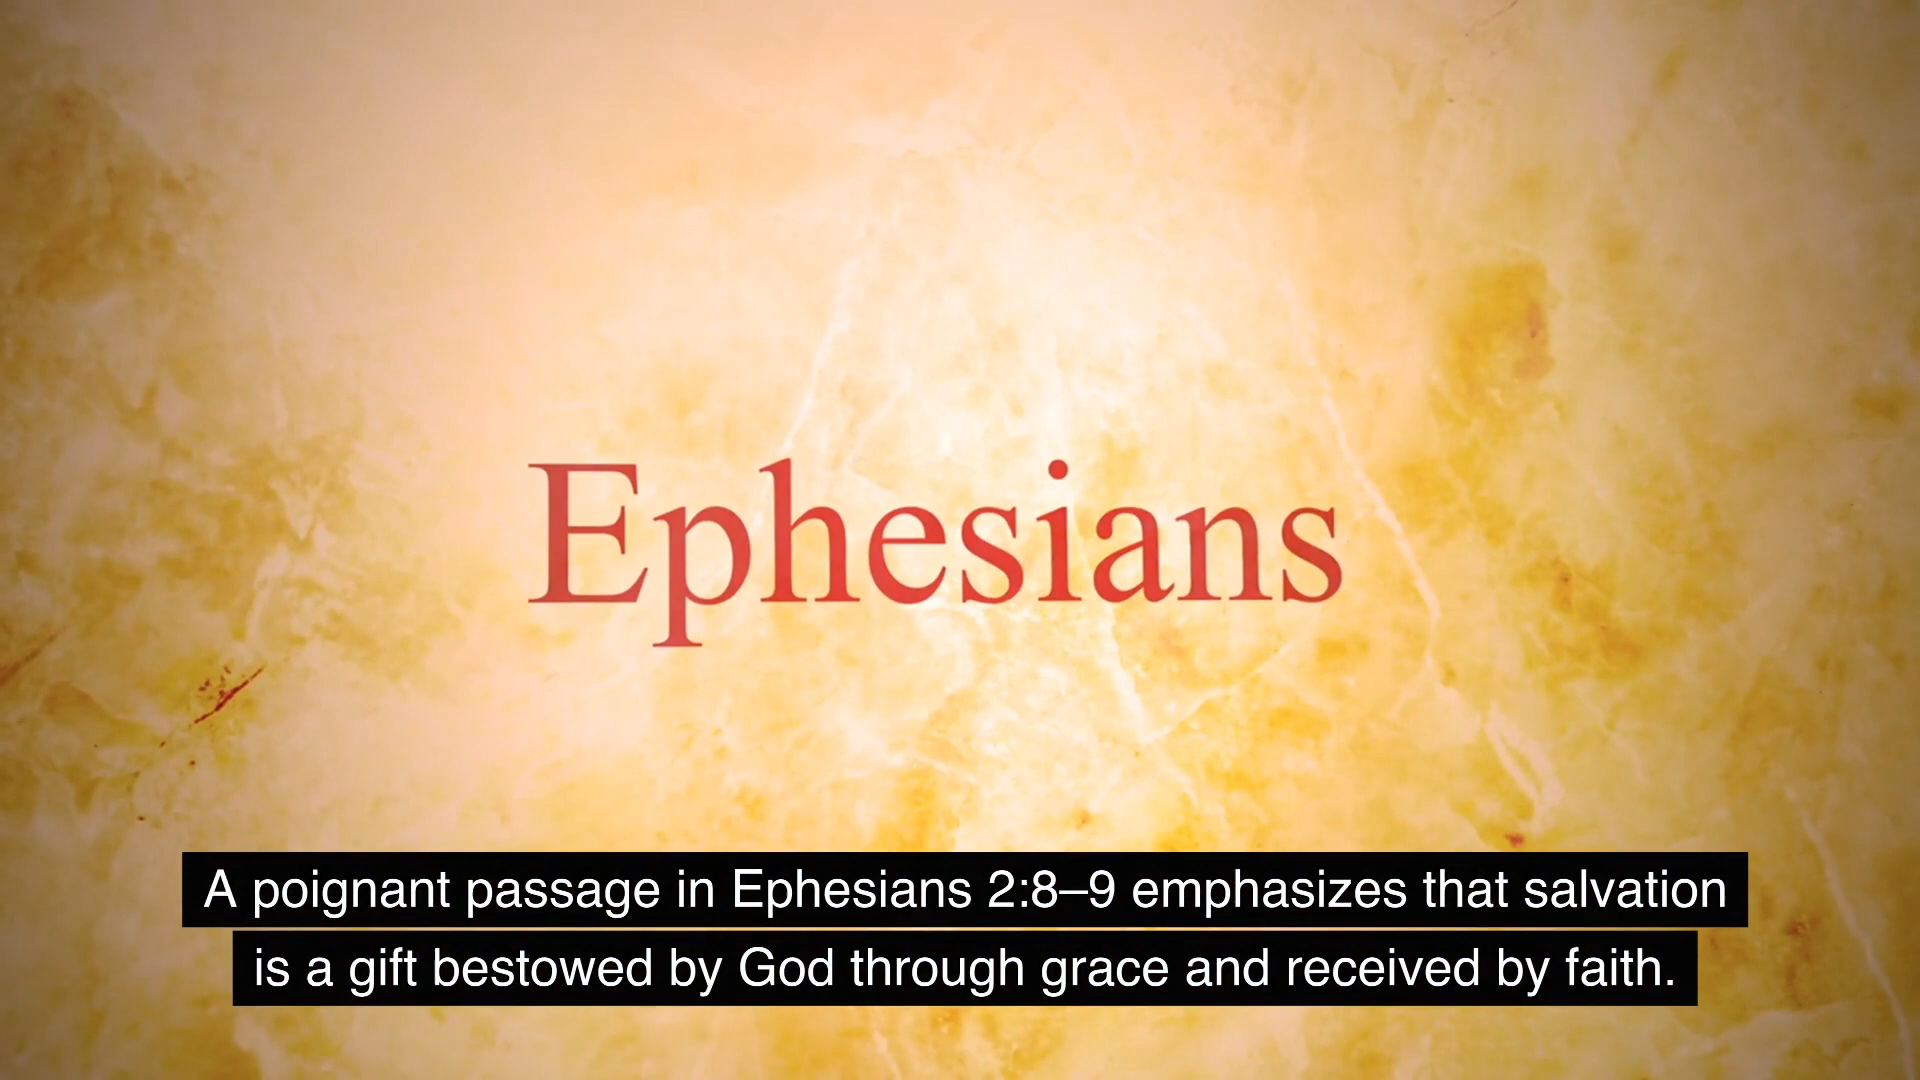 Ephesians
A poignant passage in Ephesians 2:8–9 emphasizes that salvation
is a gift bestowed by God through grace and received by faith.